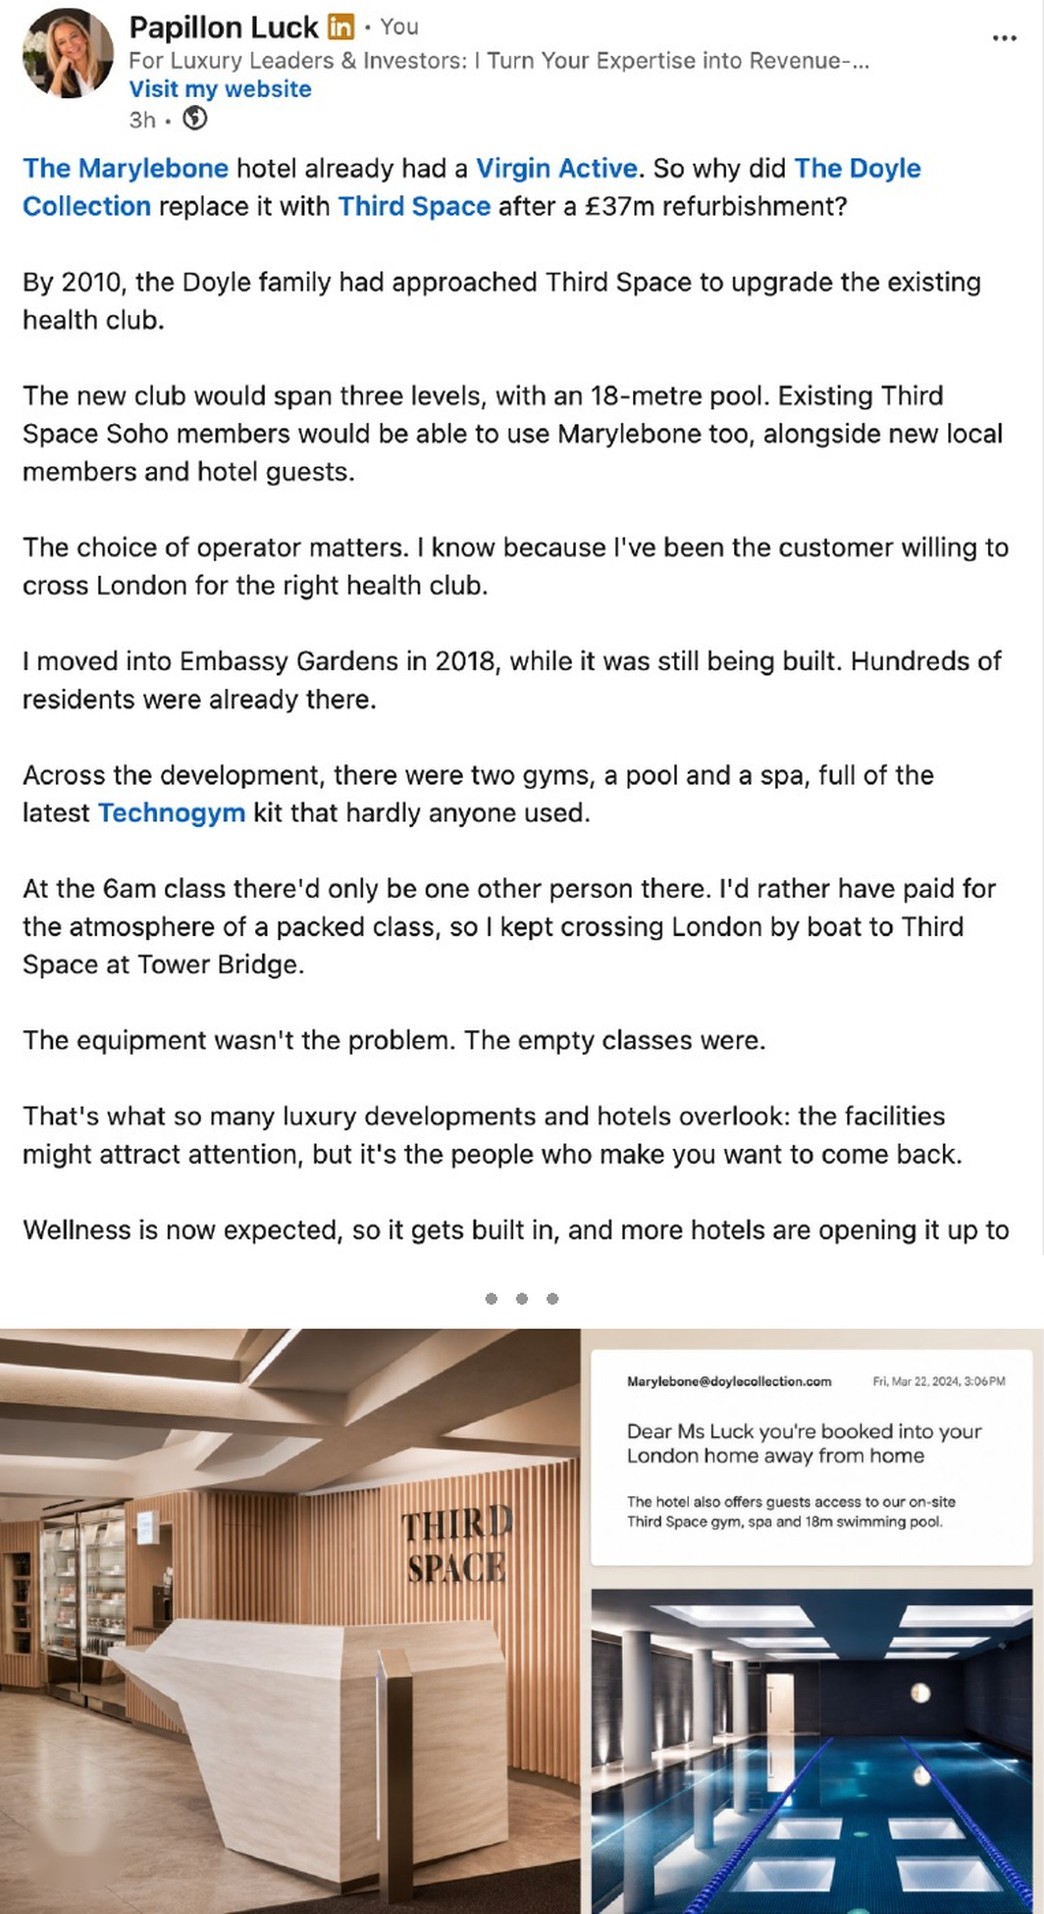 Papillon Luck in • You
For Luxury Leaders & Investors: I Turn Your Expertise into Revenue-...
Visit my website
3h •
The Marylebone hotel already had a Virgin Active. So why did The Doyle
Collection replace it with Third Space after a £37m refurbishment?
By 2010, the Doyle family had approached Third Space to upgrade the existing
health club.
The new club would span three levels, with an 18-metre pool. Existing Third
Space Soho members would be able to use Marylebone too, alongside new local
members and hotel guests.
The choice of operator matters. I know because I've been the customer willing to
cross London for the right health club.
I moved into Embassy Gardens in 2018, while it was still being built. Hundreds of
residents were already there.
Across the development, there were two gyms, a pool and a spa, full of the
latest Technogym kit that hardly anyone used.
At the 6am class there'd only be one other person there. I'd rather have paid for
the atmosphere of a packed class, so I kept crossing London by boat to Third
Space at Tower Bridge.
The equipment wasn't the problem. The empty classes were.
That's what so many luxury developments and hotels overlook: the facilities
might attract attention, but it's the people who make you want to come back.
Wellness is now expected, so it gets built in, and more hotels are opening it up to
THIRD
SPACE
Marylebone@doylecollection.com Fri, Mar 22, 2024, 3:06PM
Dear Ms Luck you're booked into your
London home away from home
The hotel also offers guests access to our on-site
Third Space gym, spa and 18m swimming pool.